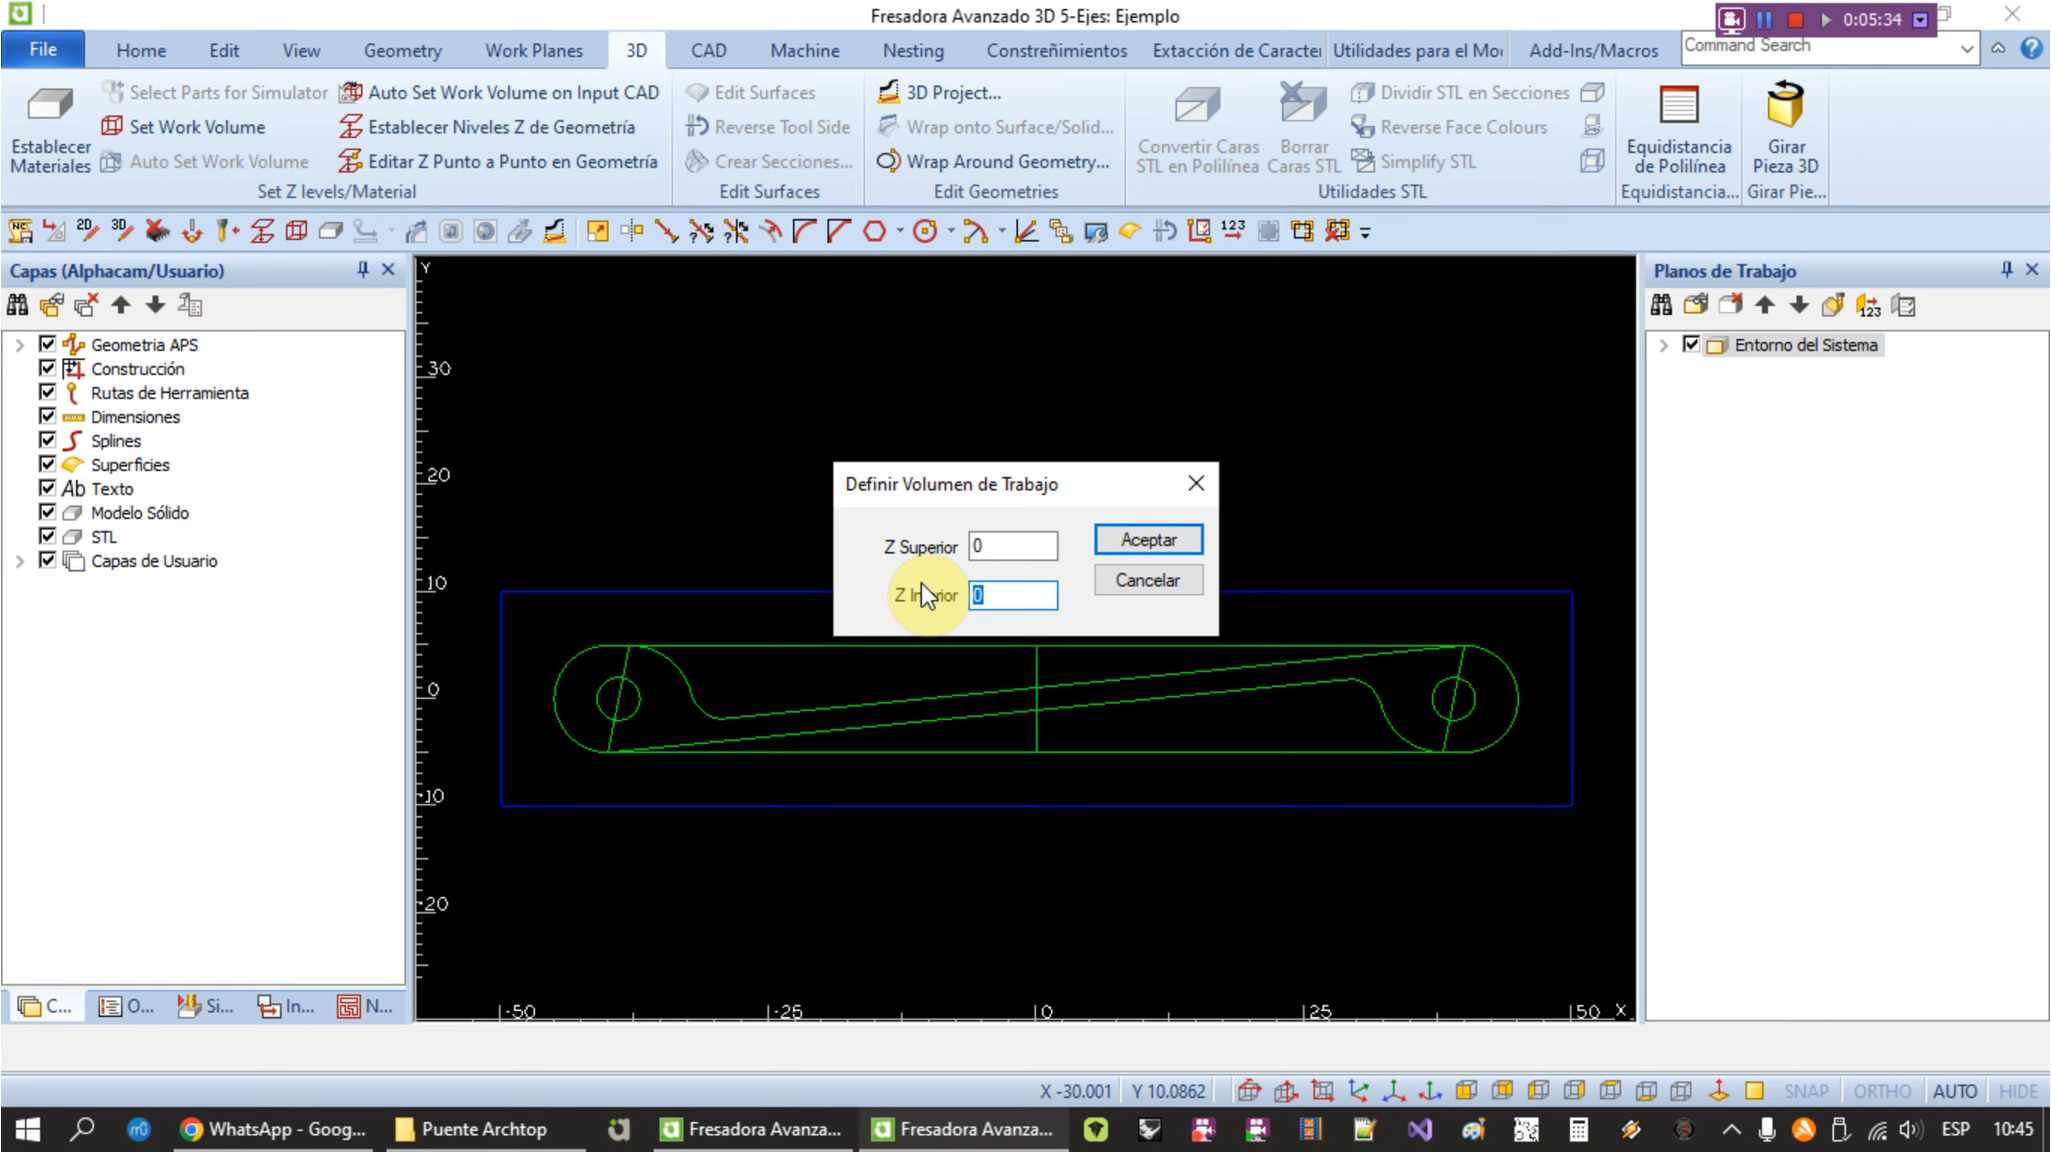 Fresadora Avanzado 3D 5-Ejes: Ejemplo
0:05:34
File Home Edit View Geometry Work Planes 3D CAD Machine Nesting Constreñimientos Extacción de Caracte Utilidades para el Mo Add-Ins/Macros Command Search
Establecer Materiales
Select Parts for Simulator
Set Work Volume
Auto Set Work Volume
Auto Set Work Volume on Input CAD
Establecer Niveles Z de Geometría
Editar Z Punto a Punto en Geometría
Set Z levels/Material
Edit Surfaces
Reverse Tool Side
Crear Secciones...
Edit Surfaces
3D Project...
Wrap onto Surface/Solid...
Wrap Around Geometry...
Edit Geometries
Convertir Caras STL en Polilínea
Borrar Caras STL
Dividir STL en Secciones
Reverse Face Colours
Simplify STL
Utilidades STL
Equidistancia de Polilínea
Equidistancia...
Girar Pieza 3D
Girar Pie...
NC 2D 3D 123
Capas (Alphacam/Usuario)
Geometria APS
Construcción
Rutas de Herramienta
Dimensiones
Splines
Superficies
Ab Texto
Modelo Sólido
STL
Capas de Usuario
C... O... Si... In... N...
Y
30
20
10
0
-10
-20
-50 -25 0 25 50 X
Definir Volumen de Trabajo
Z Superior 0 Aceptar
Z Inferior 0 Cancelar
Planos de Trabajo
123
Entorno del Sistema
X -30.001 Y 10.0862 SNAP ORTHO AUTO HIDE
WhatsApp - Goog... Puente Archtop Fresadora Avanza... Fresadora Avanza... ESP 10:45